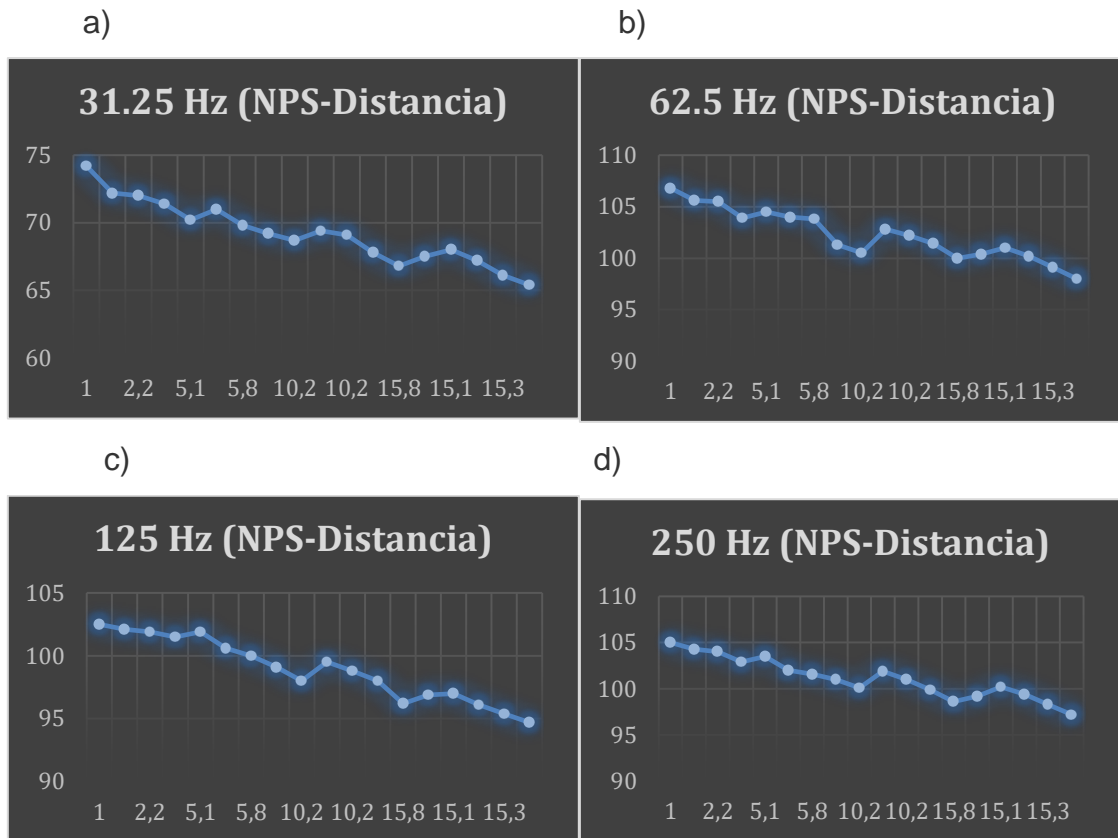 a)
b)
31.25 Hz (NPS-Distancia)
75
70
65
60
1 2,2 5,1 5,8 10,2 10,2 15,8 15,1 15,3
62.5 Hz (NPS-Distancia)
110
105
100
95
90
1 2,2 5,1 5,8 10,2 10,2 15,8 15,1 15,3
c)
d)
125 Hz (NPS-Distancia)
105
100
95
90
1 2,2 5,1 5,8 10,2 10,2 15,8 15,1 15,3
250 Hz (NPS-Distancia)
110
105
100
95
90
1 2,2 5,1 5,8 10,2 10,2 15,8 15,1 15,3